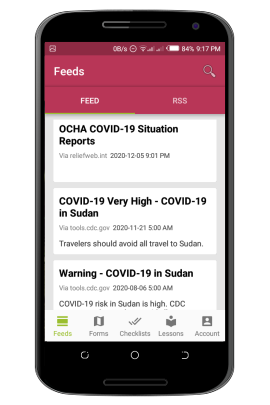 0B/s 84% 9:17 PM
Feeds
FEED RSS
OCHA COVID-19 Situation
Reports
Via reliefweb.int 2020-12-05 9:01 PM
COVID-19 Very High - COVID-19
in Sudan
Via tools.cdc.gov 2020-11-21 5:00 AM
Travelers should avoid all travel to Sudan.
Warning - COVID-19 in Sudan
Via tools.cdc.gov 2020-08-06 5:00 AM
COVID-19 risk in Sudan is high. CDC
Feeds Forms Checklists Lessons Account